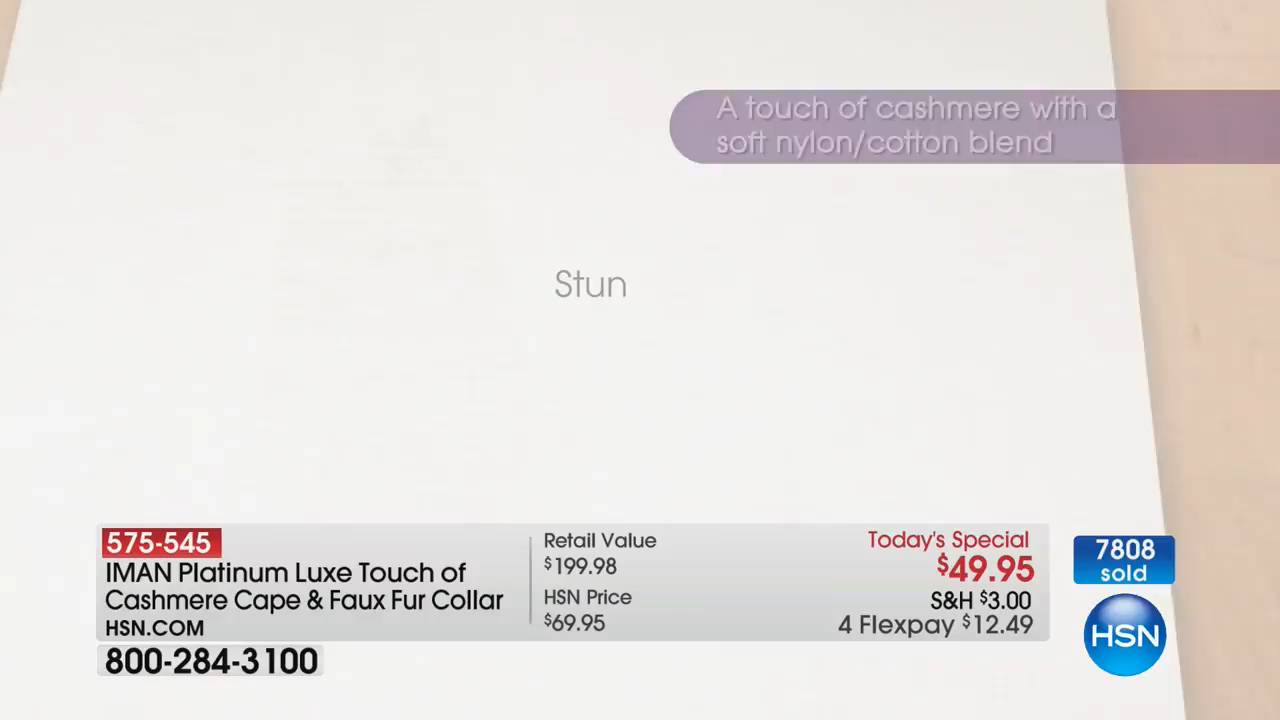 A touch of cashmere with a
soft nylon/cotton blend
Stun
575-545
IMAN Platinum Luxe Touch of
Cashmere Cape & Faux Fur Collar
HSN.COM
800-284-3100
Retail Value
$199.98
HSN Price
$69.95
Today's Special
$49.95
S&H $3.00
4 Flexpay $12.49
7808
sold
HSN